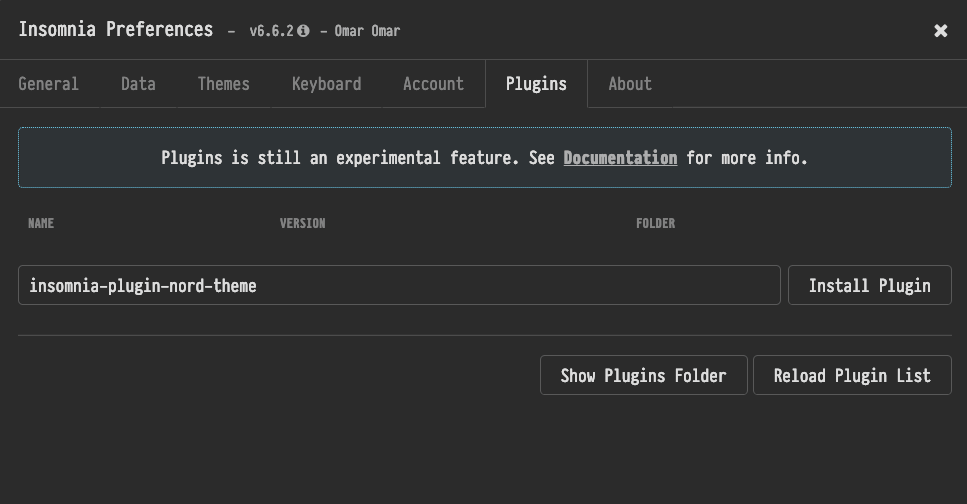 Insomnia Preferences – v6.6.2 – Omar Omar
General Data Themes Keyboard Account Plugins About
Plugins is still an experimental feature. See Documentation for more info.
NAME VERSION FOLDER
insomnia-plugin-nord-theme Install Plugin
Show Plugins Folder Reload Plugin List